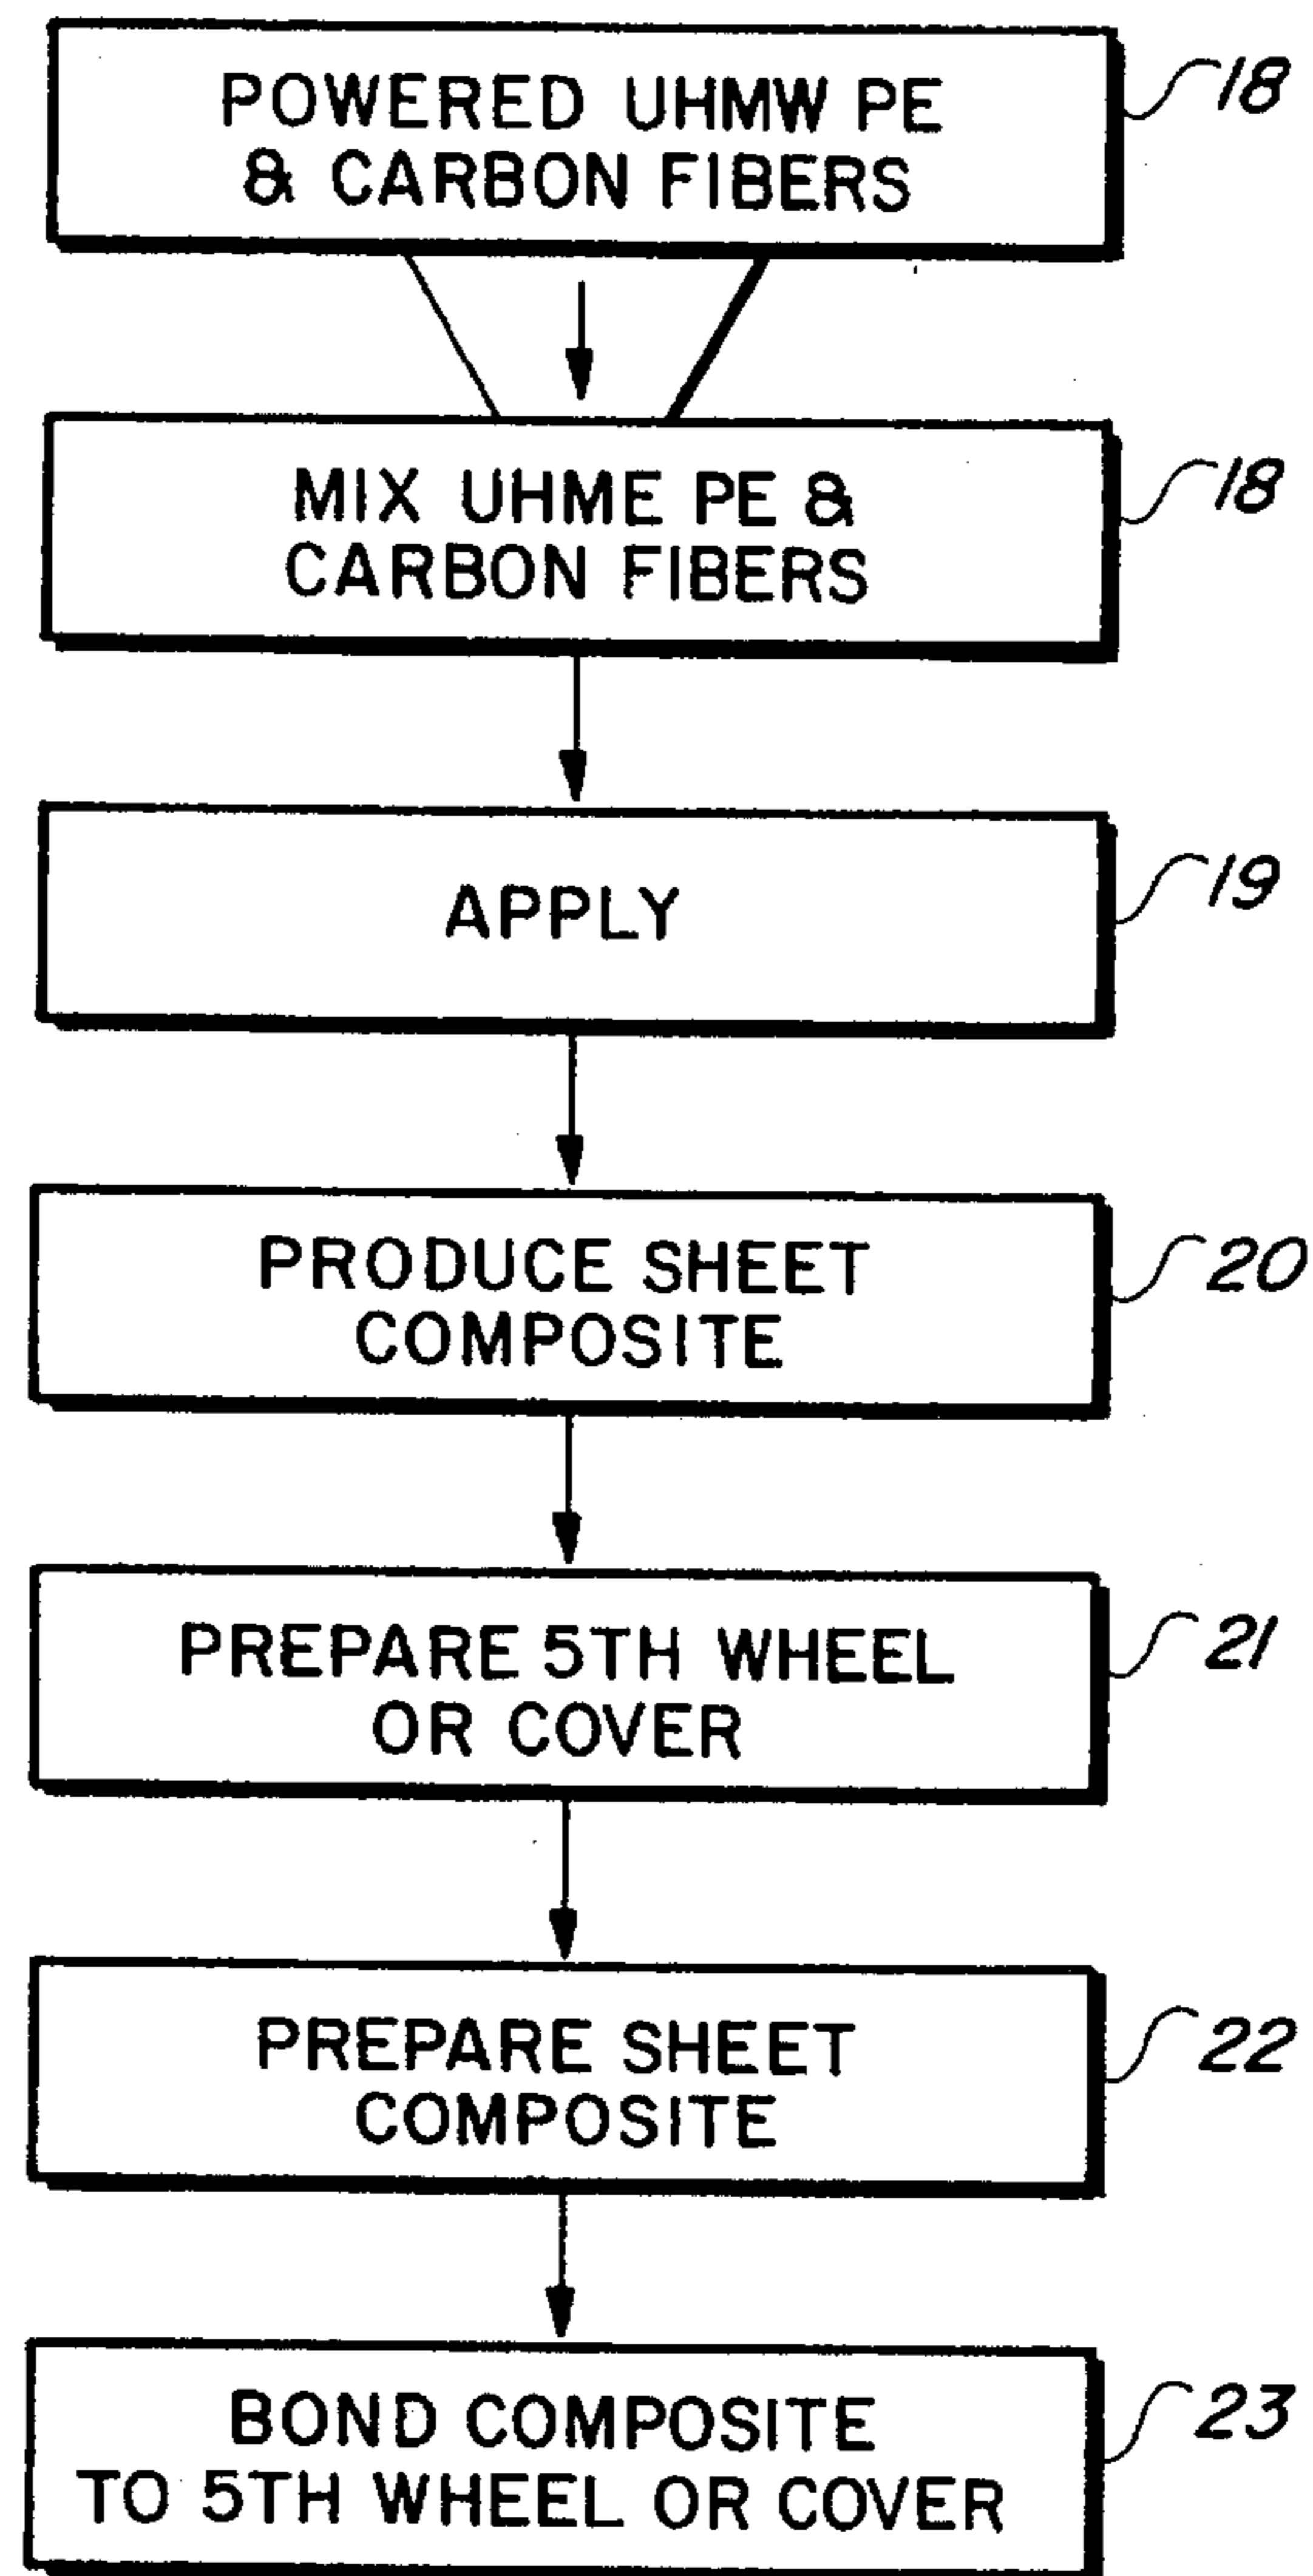 POWERED UHMW PE
& CARBON FIBERS
18
MIX UHME PE &
CARBON FIBERS
18
APPLY
19
PRODUCE SHEET
COMPOSITE
20
PREPARE 5TH WHEEL
OR COVER
21
PREPARE SHEET
COMPOSITE
22
BOND COMPOSITE
TO 5TH WHEEL OR COVER
23